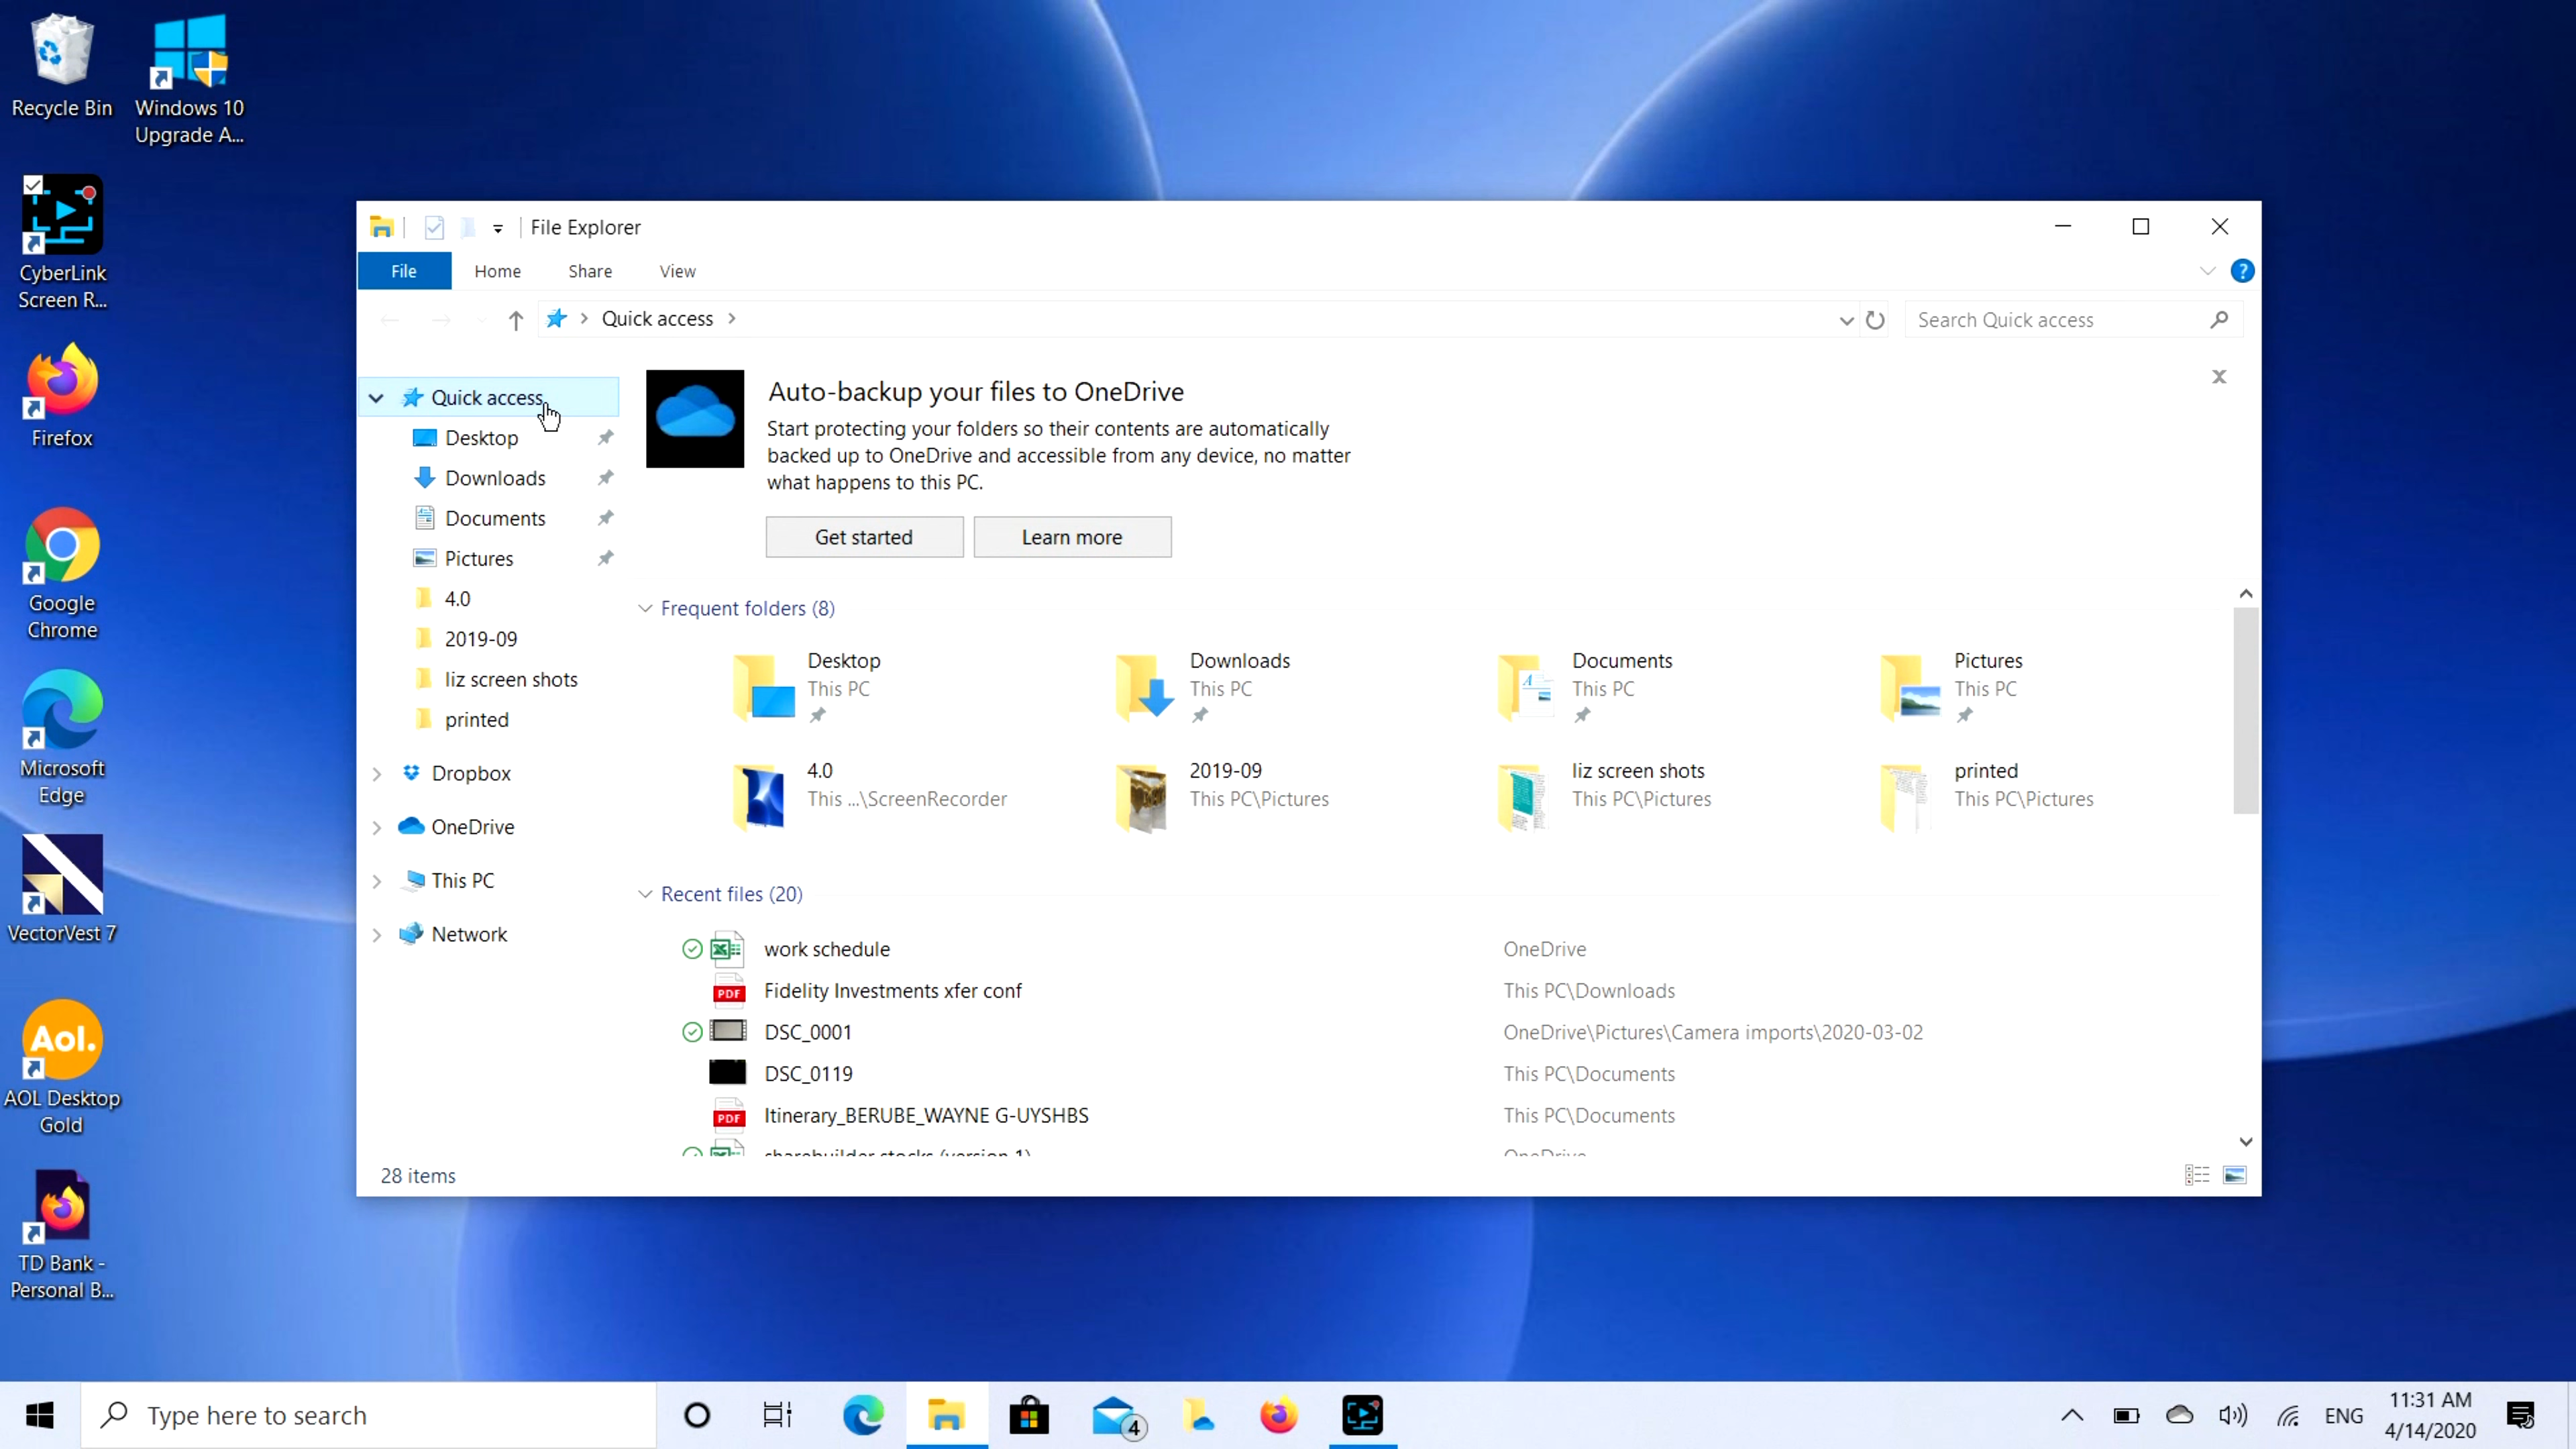 Recycle Bin
Windows 10
Upgrade A...
CyberLink
Screen R...
Firefox
Google
Chrome
Microsoft
Edge
VectorVest 7
Aol.
AOL Desktop
Gold
TD Bank -
Personal B...
File Explorer
File Home Share View
?
Quick access
Search Quick access
Quick access
Desktop
Downloads
Documents
Pictures
4.0
2019-09
liz screen shots
printed
Dropbox
OneDrive
This PC
Network
Auto-backup your files to OneDrive
Start protecting your folders so their contents are automatically
backed up to OneDrive and accessible from any device, no matter
what happens to this PC.
Get started Learn more
Frequent folders (8)
Desktop
This PC
Downloads
This PC
Documents
This PC
Pictures
This PC
4.0
This ...\ScreenRecorder
2019-09
This PC\Pictures
liz screen shots
This PC\Pictures
printed
This PC\Pictures
Recent files (20)
work schedule OneDrive
PDF Fidelity Investments xfer conf This PC\Downloads
DSC_0001 OneDrive\Pictures\Camera imports\2020-03-02
DSC_0119 This PC\Documents
PDF Itinerary_BERUBE_WAYNE G-UYSHBS This PC\Documents
sharebuilder stocks (version 1) OneDrive
28 items
Type here to search
4
ENG
11:31 AM
4/14/2020